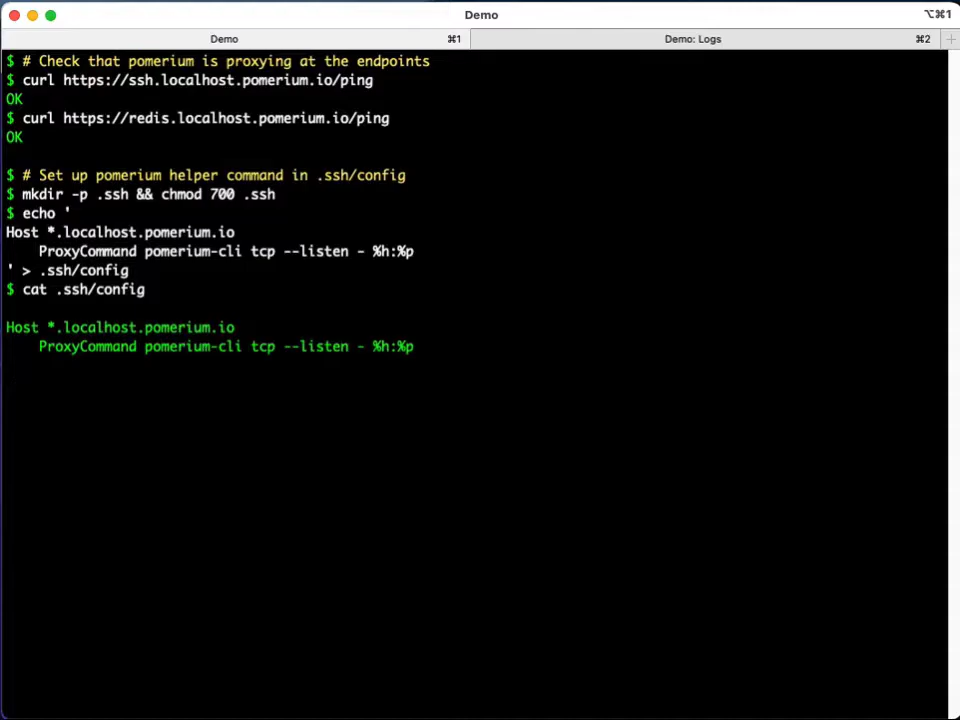 Demo
⌥⌘1
Demo
⌘1
Demo: Logs
⌘2
+
$ # Check that pomerium is proxying at the endpoints
$ curl https://ssh.localhost.pomerium.io/ping
OK
$ curl https://redis.localhost.pomerium.io/ping
OK
$ # Set up pomerium helper command in .ssh/config
$ mkdir -p .ssh && chmod 700 .ssh
$ echo '
Host *.localhost.pomerium.io
    ProxyCommand pomerium-cli tcp --listen - %h:%p
' > .ssh/config
$ cat .ssh/config
Host *.localhost.pomerium.io
    ProxyCommand pomerium-cli tcp --listen - %h:%p